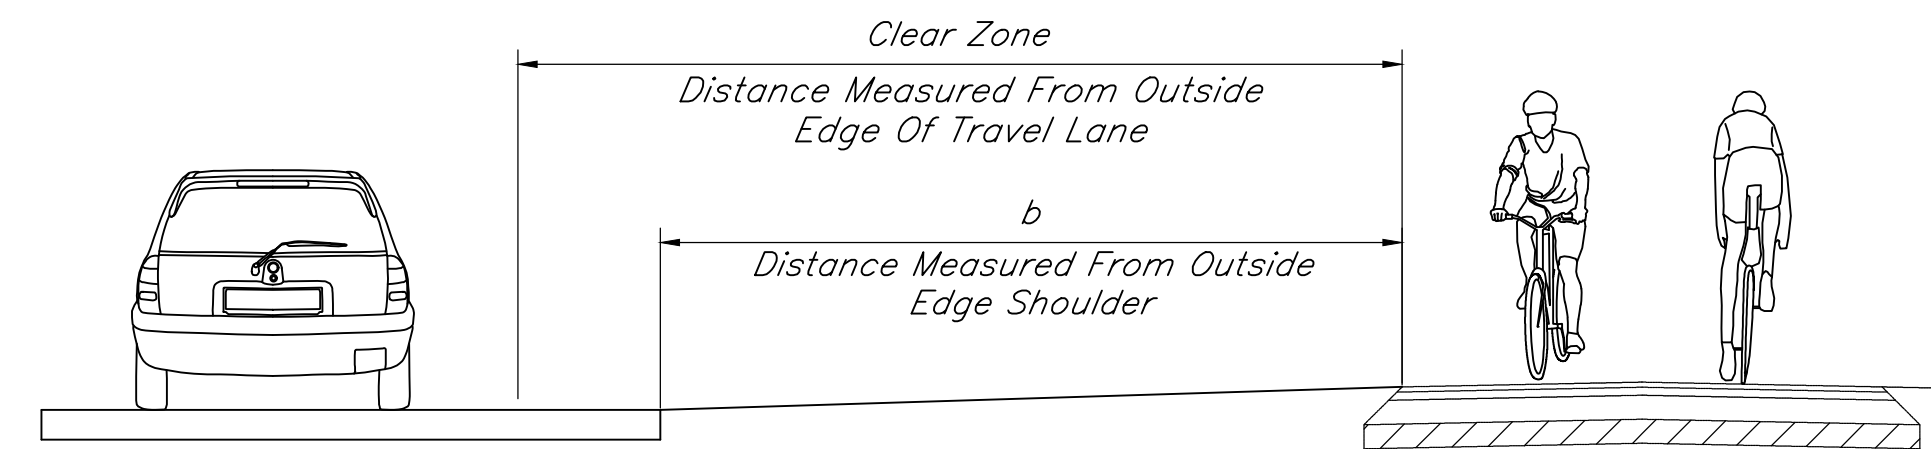 Clear Zone
Distance Measured From Outside
Edge Of Travel Lane
b
Distance Measured From Outside
Edge Shoulder